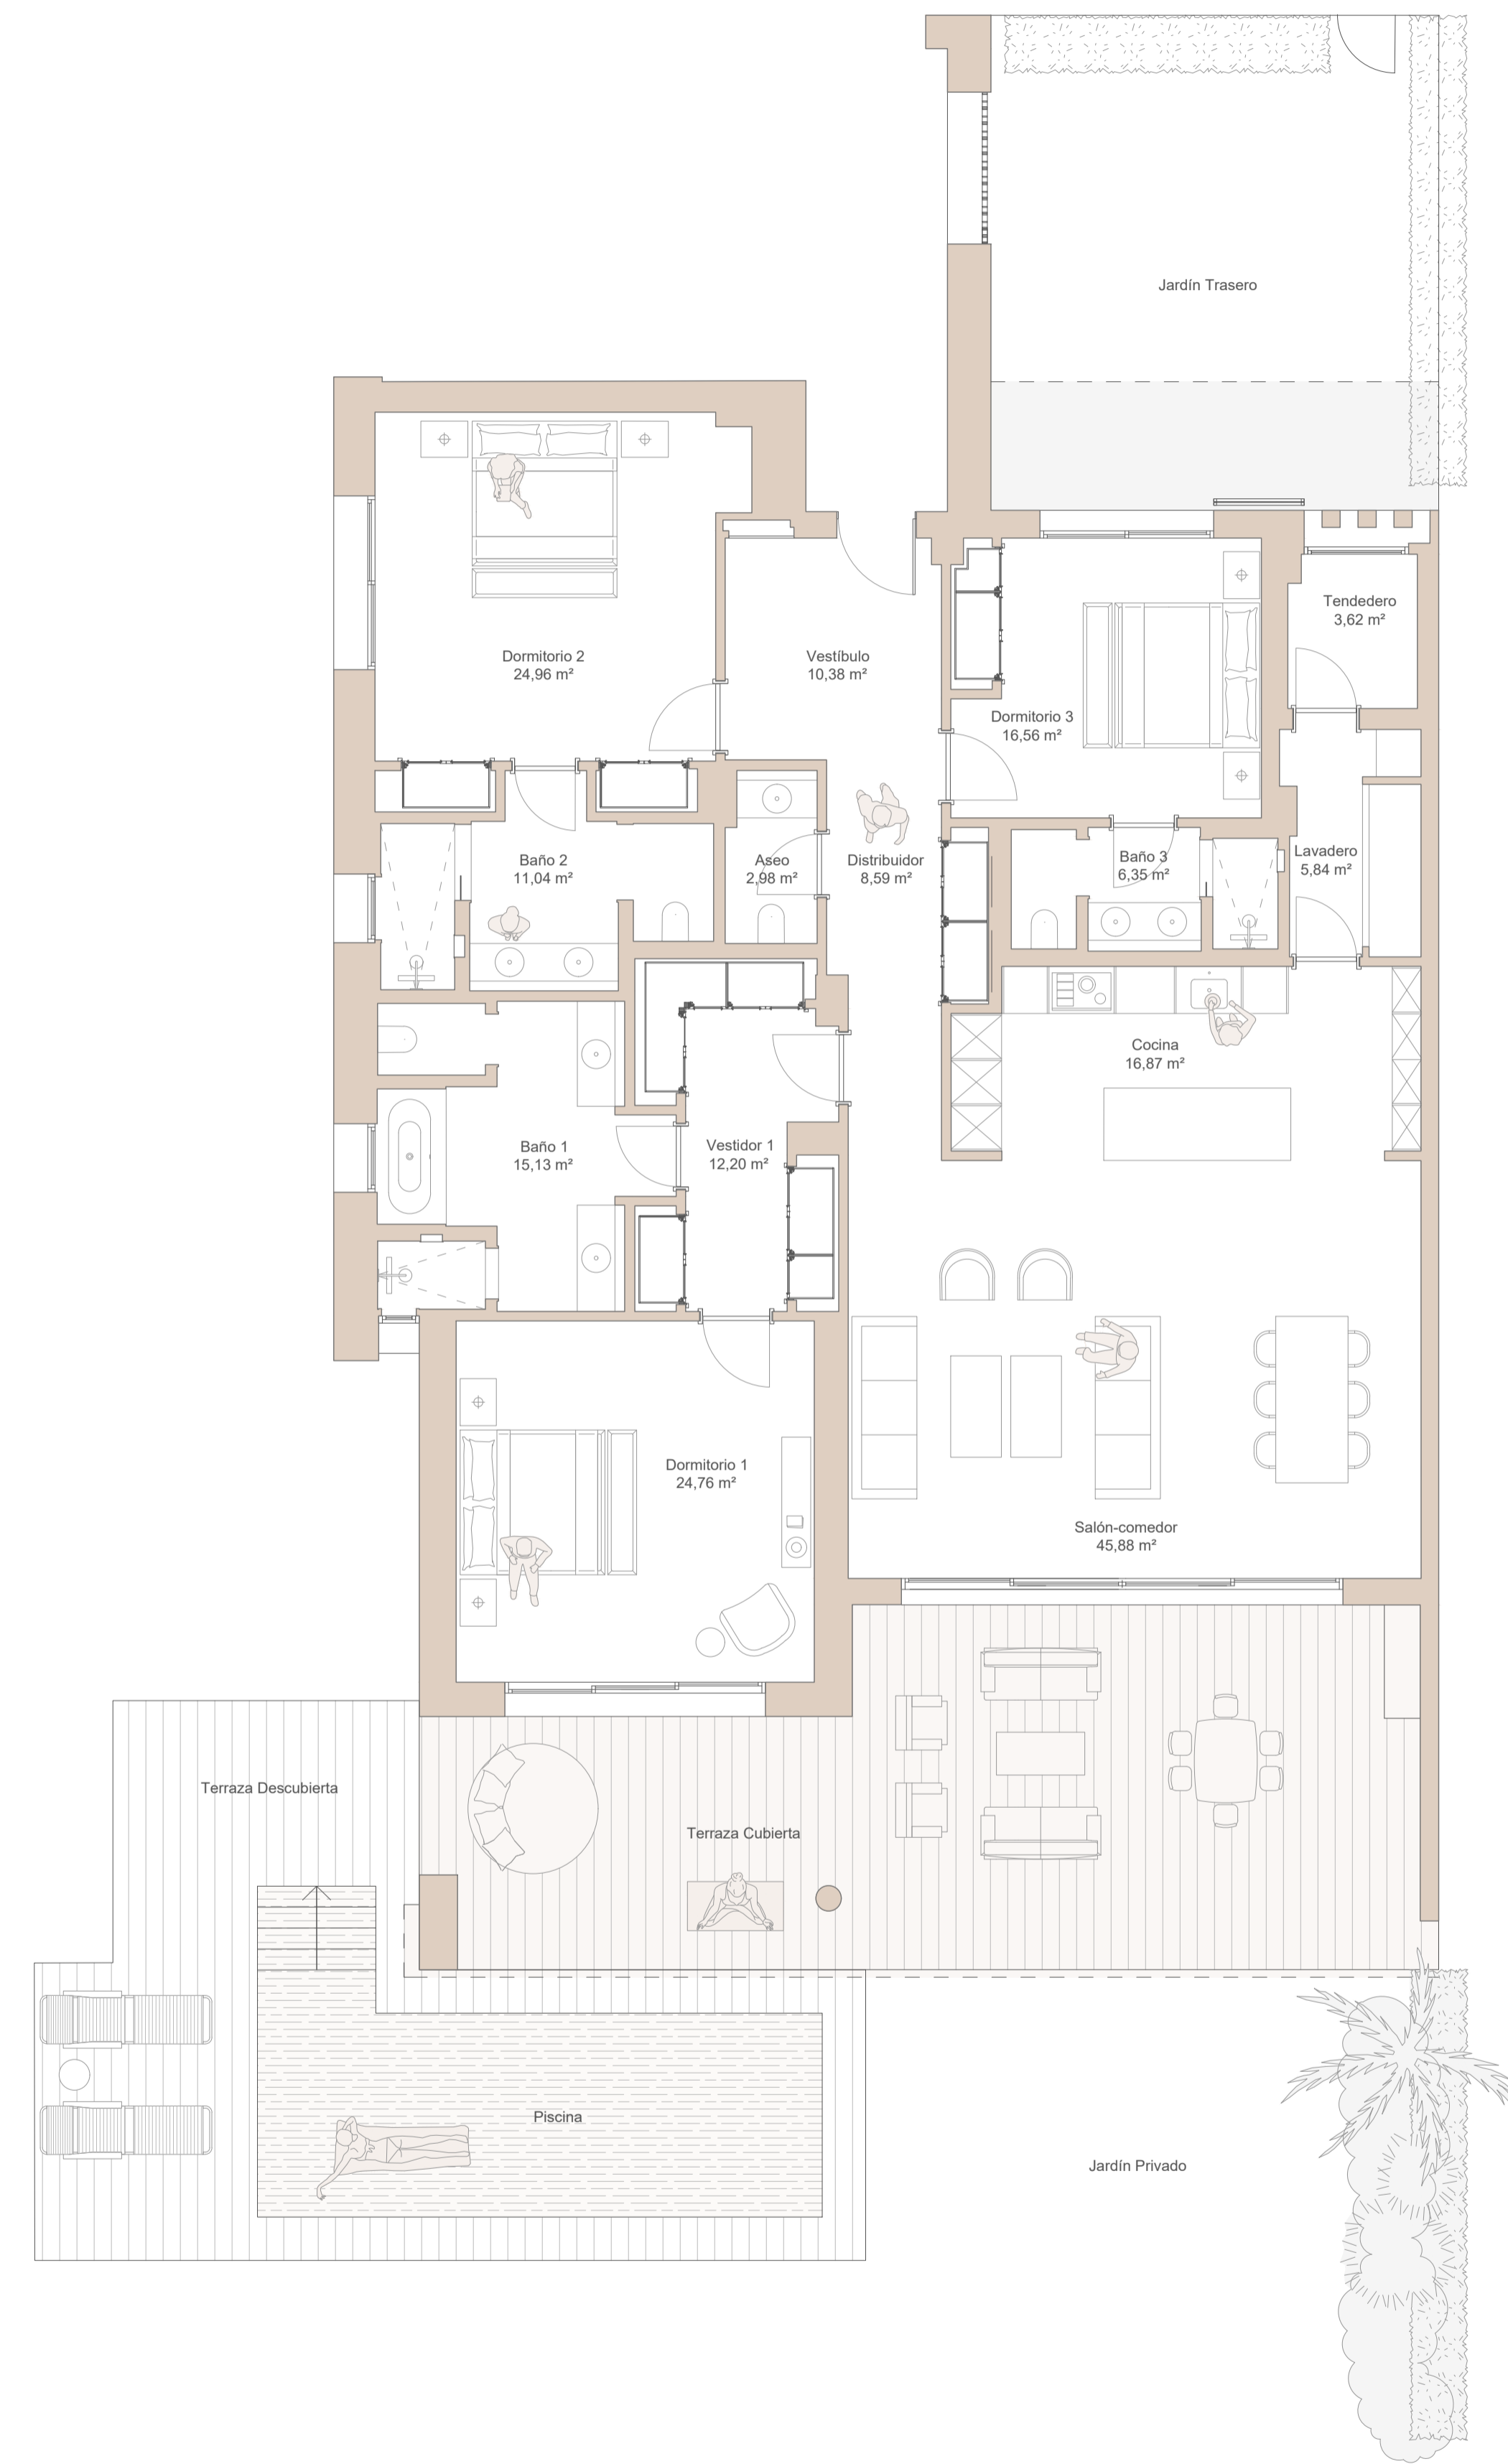 Jardín Trasero
Tendedero
3,62 m²
Dormitorio 2
24,96 m²
Vestíbulo
10,38 m²
Dormitorio 3
16,56 m²
Baño 2
11,04 m²
Aseo
2,98 m²
Distribuidor
8,59 m²
Baño 3
6,35 m²
Lavadero
5,84 m²
Cocina
16,87 m²
Baño 1
15,13 m²
Vestidor 1
12,20 m²
Dormitorio 1
24,76 m²
Salón-comedor
45,88 m²
Terraza Descubierta
Terraza Cubierta
Piscina
Jardín Privado